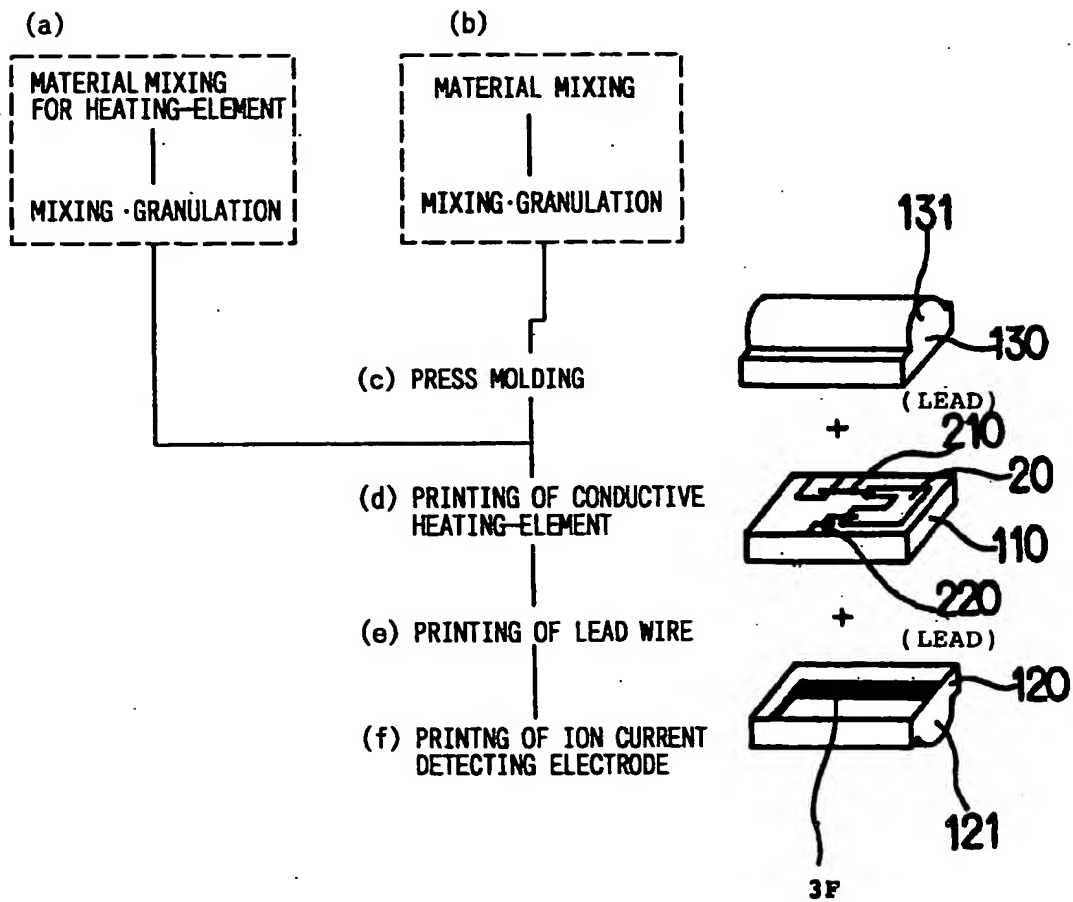 (a)
(b)
MATERIAL MIXING
FOR HEATING-ELEMENT
MIXING·GRANULATION
MATERIAL MIXING
MIXING·GRANULATION
131
130
(c) PRESS MOLDING
(LEAD)
+
210
20
(d) PRINTING OF CONDUCTIVE
HEATING-ELEMENT
110
220
+
(e) PRINTING OF LEAD WIRE
(LEAD)
120
(f) PRINTNG OF ION CURRENT
DETECTING ELECTRODE
121
3F